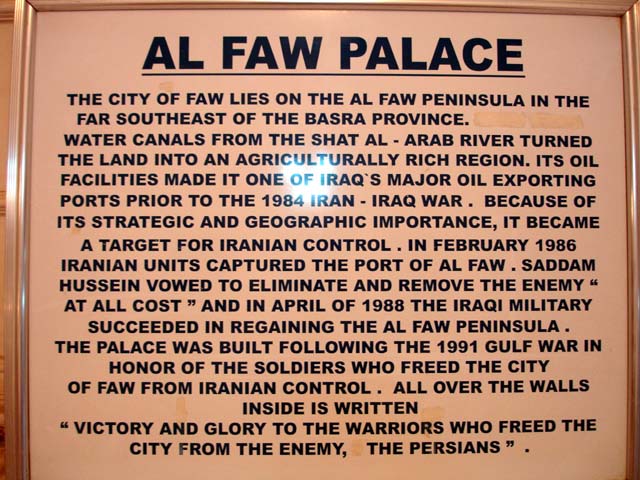 AL FAW PALACE
THE CITY OF FAW LIES ON THE AL FAW PENINSULA IN THE
FAR SOUTHEAST OF THE BASRA PROVINCE.
WATER CANALS FROM THE SHAT AL - ARAB RIVER TURNED
THE LAND INTO AN AGRICULTURALLY RICH REGION. ITS OIL
FACILITIES MADE IT ONE OF IRAQ`S MAJOR OIL EXPORTING
PORTS PRIOR TO THE 1984 IRAN - IRAQ WAR . BECAUSE OF
ITS STRATEGIC AND GEOGRAPHIC IMPORTANCE, IT BECAME
A TARGET FOR IRANIAN CONTROL . IN FEBRUARY 1986
IRANIAN UNITS CAPTURED THE PORT OF AL FAW . SADDAM
HUSSEIN VOWED TO ELIMINATE AND REMOVE THE ENEMY “
AT ALL COST ” AND IN APRIL OF 1988 THE IRAQI MILITARY
SUCCEEDED IN REGAINING THE AL FAW PENINSULA .
THE PALACE WAS BUILT FOLLOWING THE 1991 GULF WAR IN
HONOR OF THE SOLDIERS WHO FREED THE CITY
OF FAW FROM IRANIAN CONTROL . ALL OVER THE WALLS
INSIDE IS WRITTEN
“ VICTORY AND GLORY TO THE WARRIORS WHO FREED THE
CITY FROM THE ENEMY, THE PERSIANS ” .